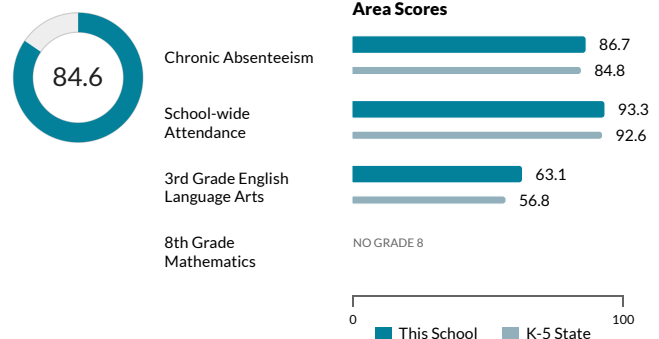 Area Scores
84.6
Chronic Absenteeism
86.7
84.8
School-wide
Attendance
93.3
92.6
3rd Grade English
Language Arts
63.1
56.8
8th Grade
Mathematics
NO GRADE 8
0
100
This School
K-5 State